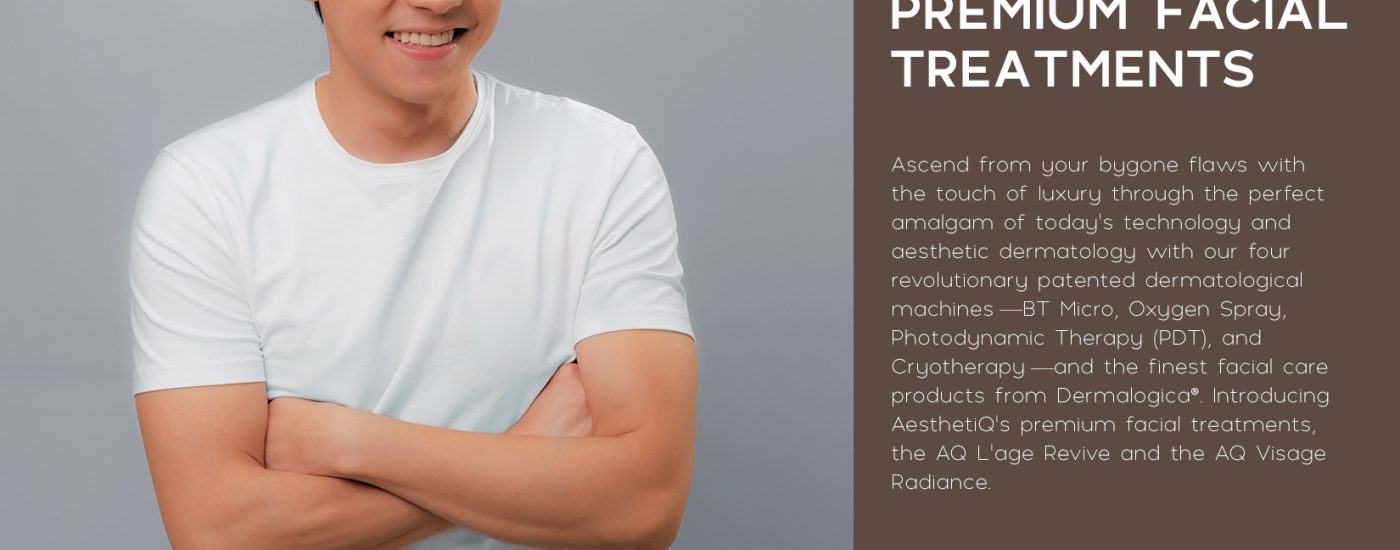 PREMIUM FACIAL
TREATMENTS
Ascend from your bygone flaws with
the touch of luxury through the perfect
amalgam of today's technology and
aesthetic dermatology with our four
revolutionary patented dermatological
machines —BT Micro, Oxygen Spray,
Photodynamic Therapy (PDT), and
Cryotherapy —and the finest facial care
products from Dermalogica®. Introducing
AesthetiQ's premium facial treatments,
the AQ L'age Revive and the AQ Visage
Radiance.